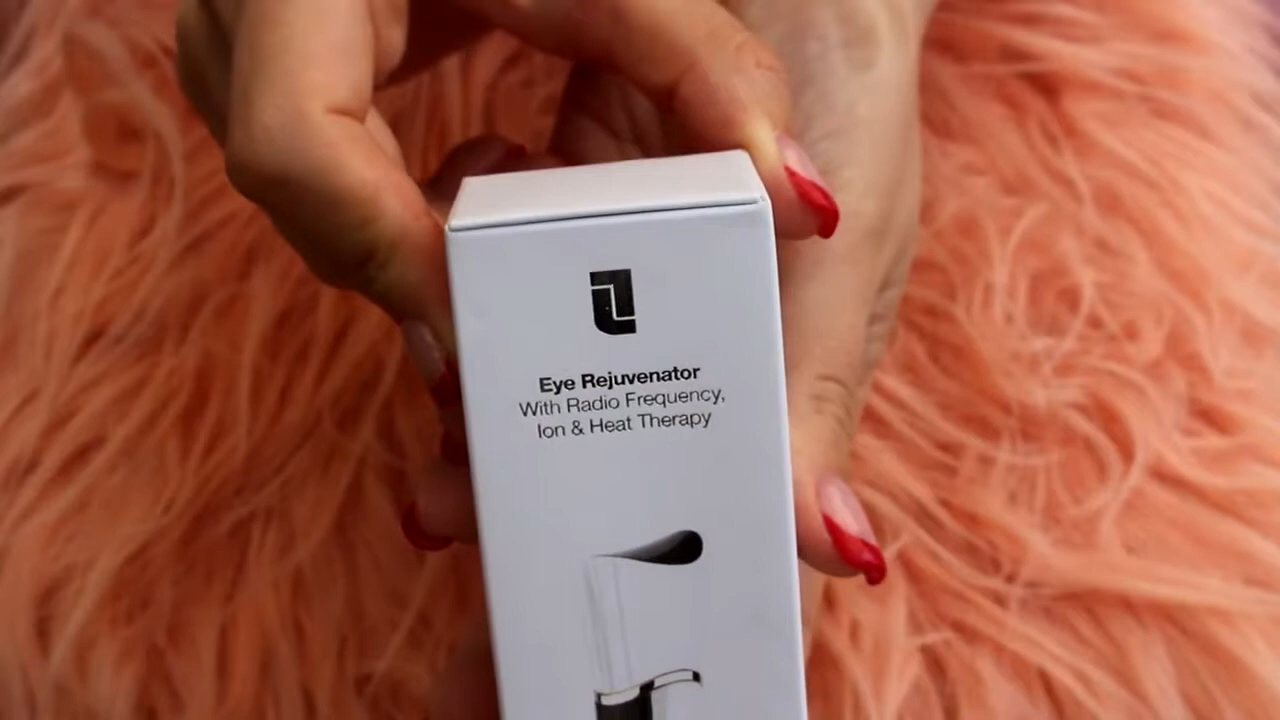 Eye Rejuvenator
With Radio Frequency,
Ion & Heat Therapy